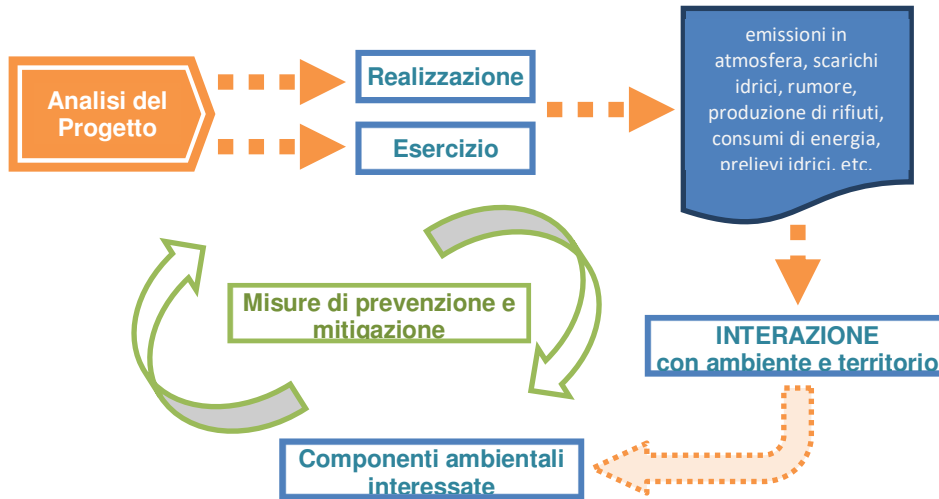 Analisi del
Progetto
Realizzazione
Esercizio
emissioni in
atmosfera, scarichi
idrici, rumore,
produzione di rifiuti,
consumi di energia,
prelievi idrici, etc.
Misure di prevenzione e
mitigazione
INTERAZIONE
con ambiente e territorio
Componenti ambientali
interessate